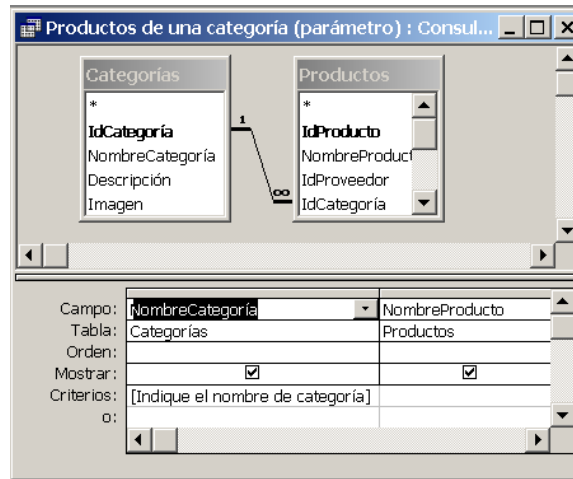 Productos de una categoría (parámetro) : Consul...
Categorías
*
IdCategoría
NombreCategoría
Descripción
Imagen
1
∞
Productos
*
IdProducto
NombreProduct
IdProveedor
IdCategoría
Campo: NombreCategoría NombreProducto
Tabla: Categorías Productos
Orden:
Mostrar:
Criterios: [Indique el nombre de categoría]
o: